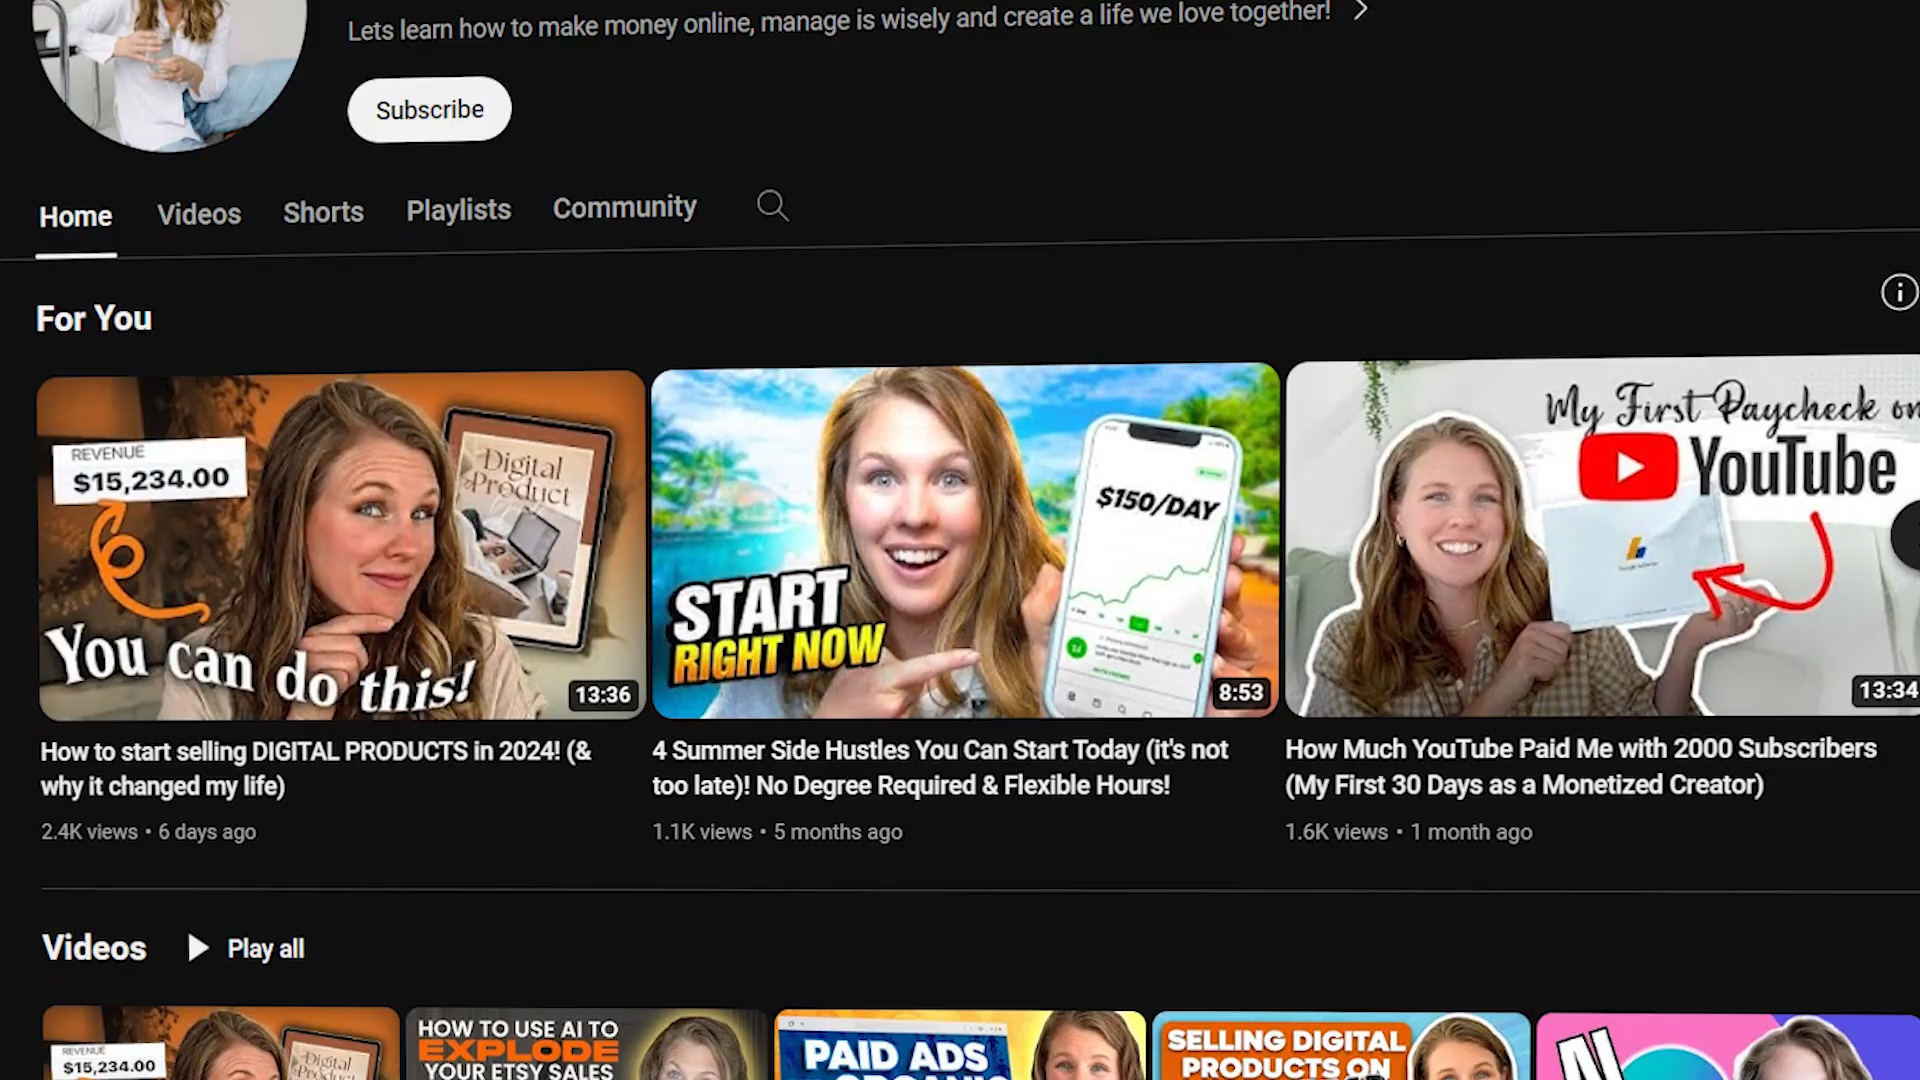 Lets learn how to make money online, manage is wisely and create a life we love together!
Subscribe
Home
Videos
Shorts
Playlists
Community
For You
REVENUE
$15,234.00
Digital
Product
You can do this!
13:36
START
RIGHT NOW
$150/DAY
8:53
My First Paycheck on
YouTube
13:34
How to start selling DIGITAL PRODUCTS in 2024! (&
why it changed my life)
2.4K views • 6 days ago
4 Summer Side Hustles You Can Start Today (it's not
too late)! No Degree Required & Flexible Hours!
1.1K views • 5 months ago
How Much YouTube Paid Me with 2000 Subscribers
(My First 30 Days as a Monetized Creator)
1.6K views • 1 month ago
Videos
Play all
REVENUE
$15,234.00
Digital
Product
HOW TO USE AI TO
EXPLODE
YOUR ETSY SALES
PAID ADS
ORGANIC
SELLING DIGITAL
PRODUCTS ON
AI